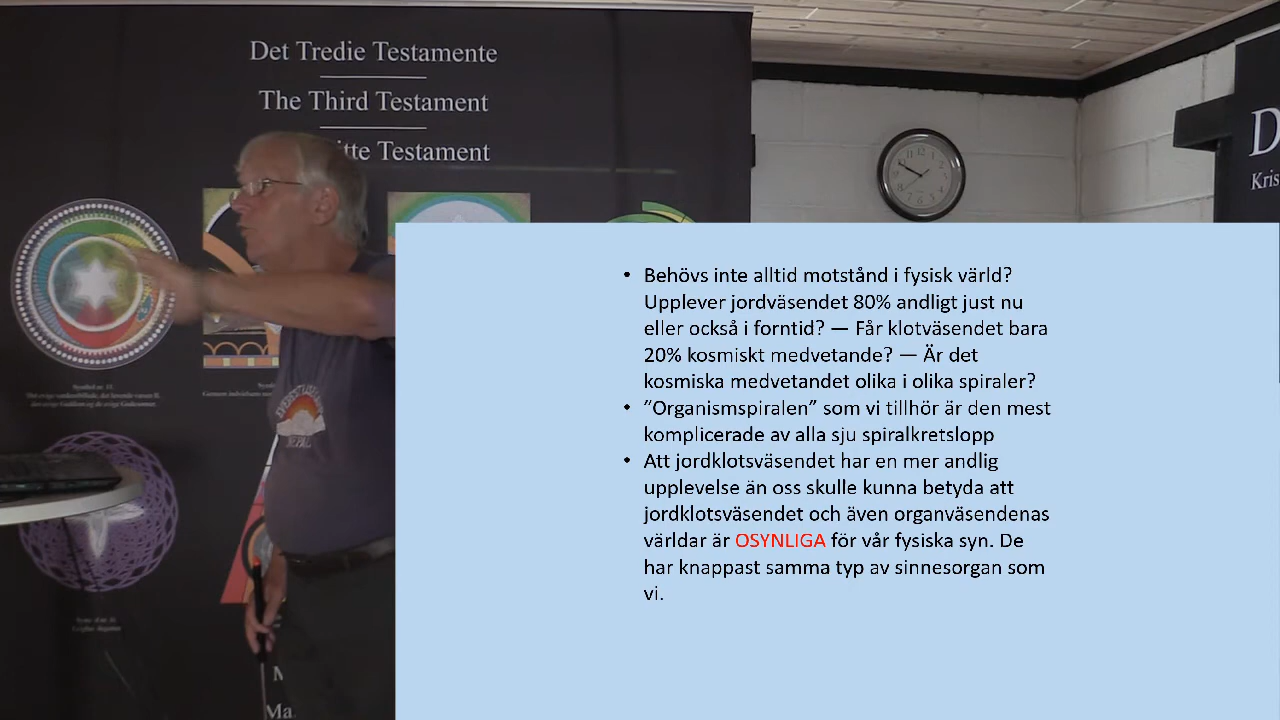 Det Tredie Testamente
The Third Testament
itte Testament
D
Kris
• Behövs inte alltid motstånd i fysisk värld?
Upplever jordväsendet 80% andligt just nu
eller också i forntid? — Får klotväsendet bara
20% kosmiskt medvetande? — Är det
kosmiska medvetandet olika i olika spiraler?
• ”Organismspiralen” som vi tillhör är den mest
komplicerade av alla sju spiralkretslopp
• Att jordklotsväsendet har en mer andlig
upplevelse än oss skulle kunna betyda att
jordklotsväsendet och även organväsendenas
världar är OSYNLIGA för vår fysiska syn. De
har knappast samma typ av sinnesorgan som
vi.
M
Ma